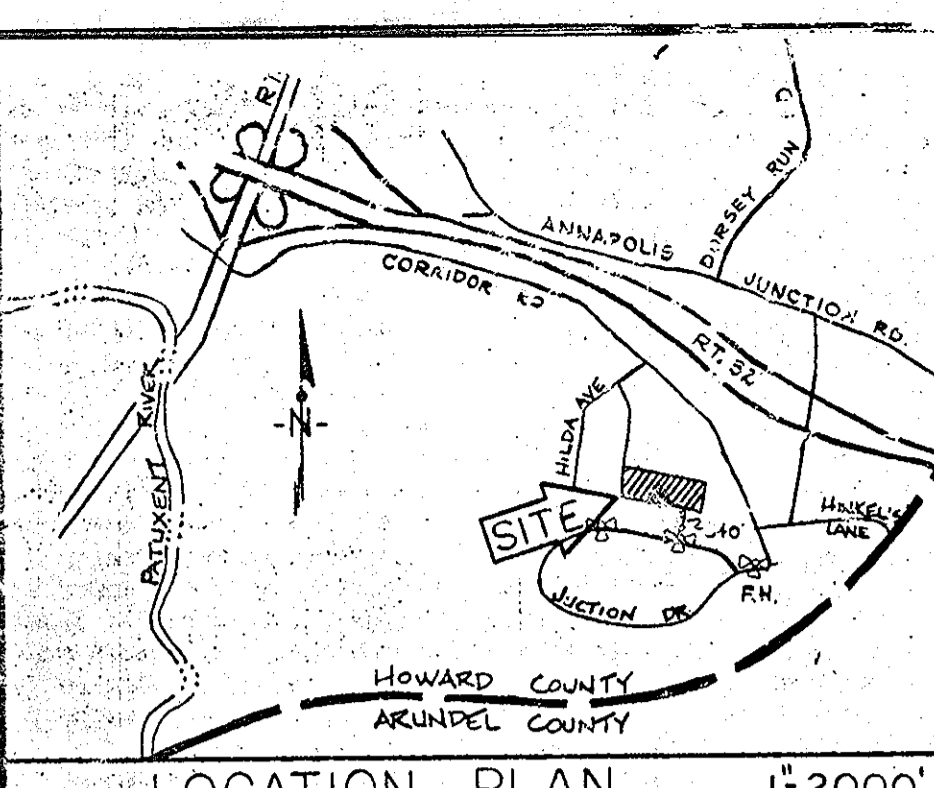 RT.
DORSEY RUN
ANNAPOLIS
JUNCTION RD.
CORRIDOR RD
RT. 32
-N-
RIVER
PATUXENT
HILDA AVE
SITE
HINKEL'S
LANE
F.H.
JUCTION DR.
HOWARD COUNTY
ARUNDEL COUNTY
LOCATION PLAN 1"=2000'